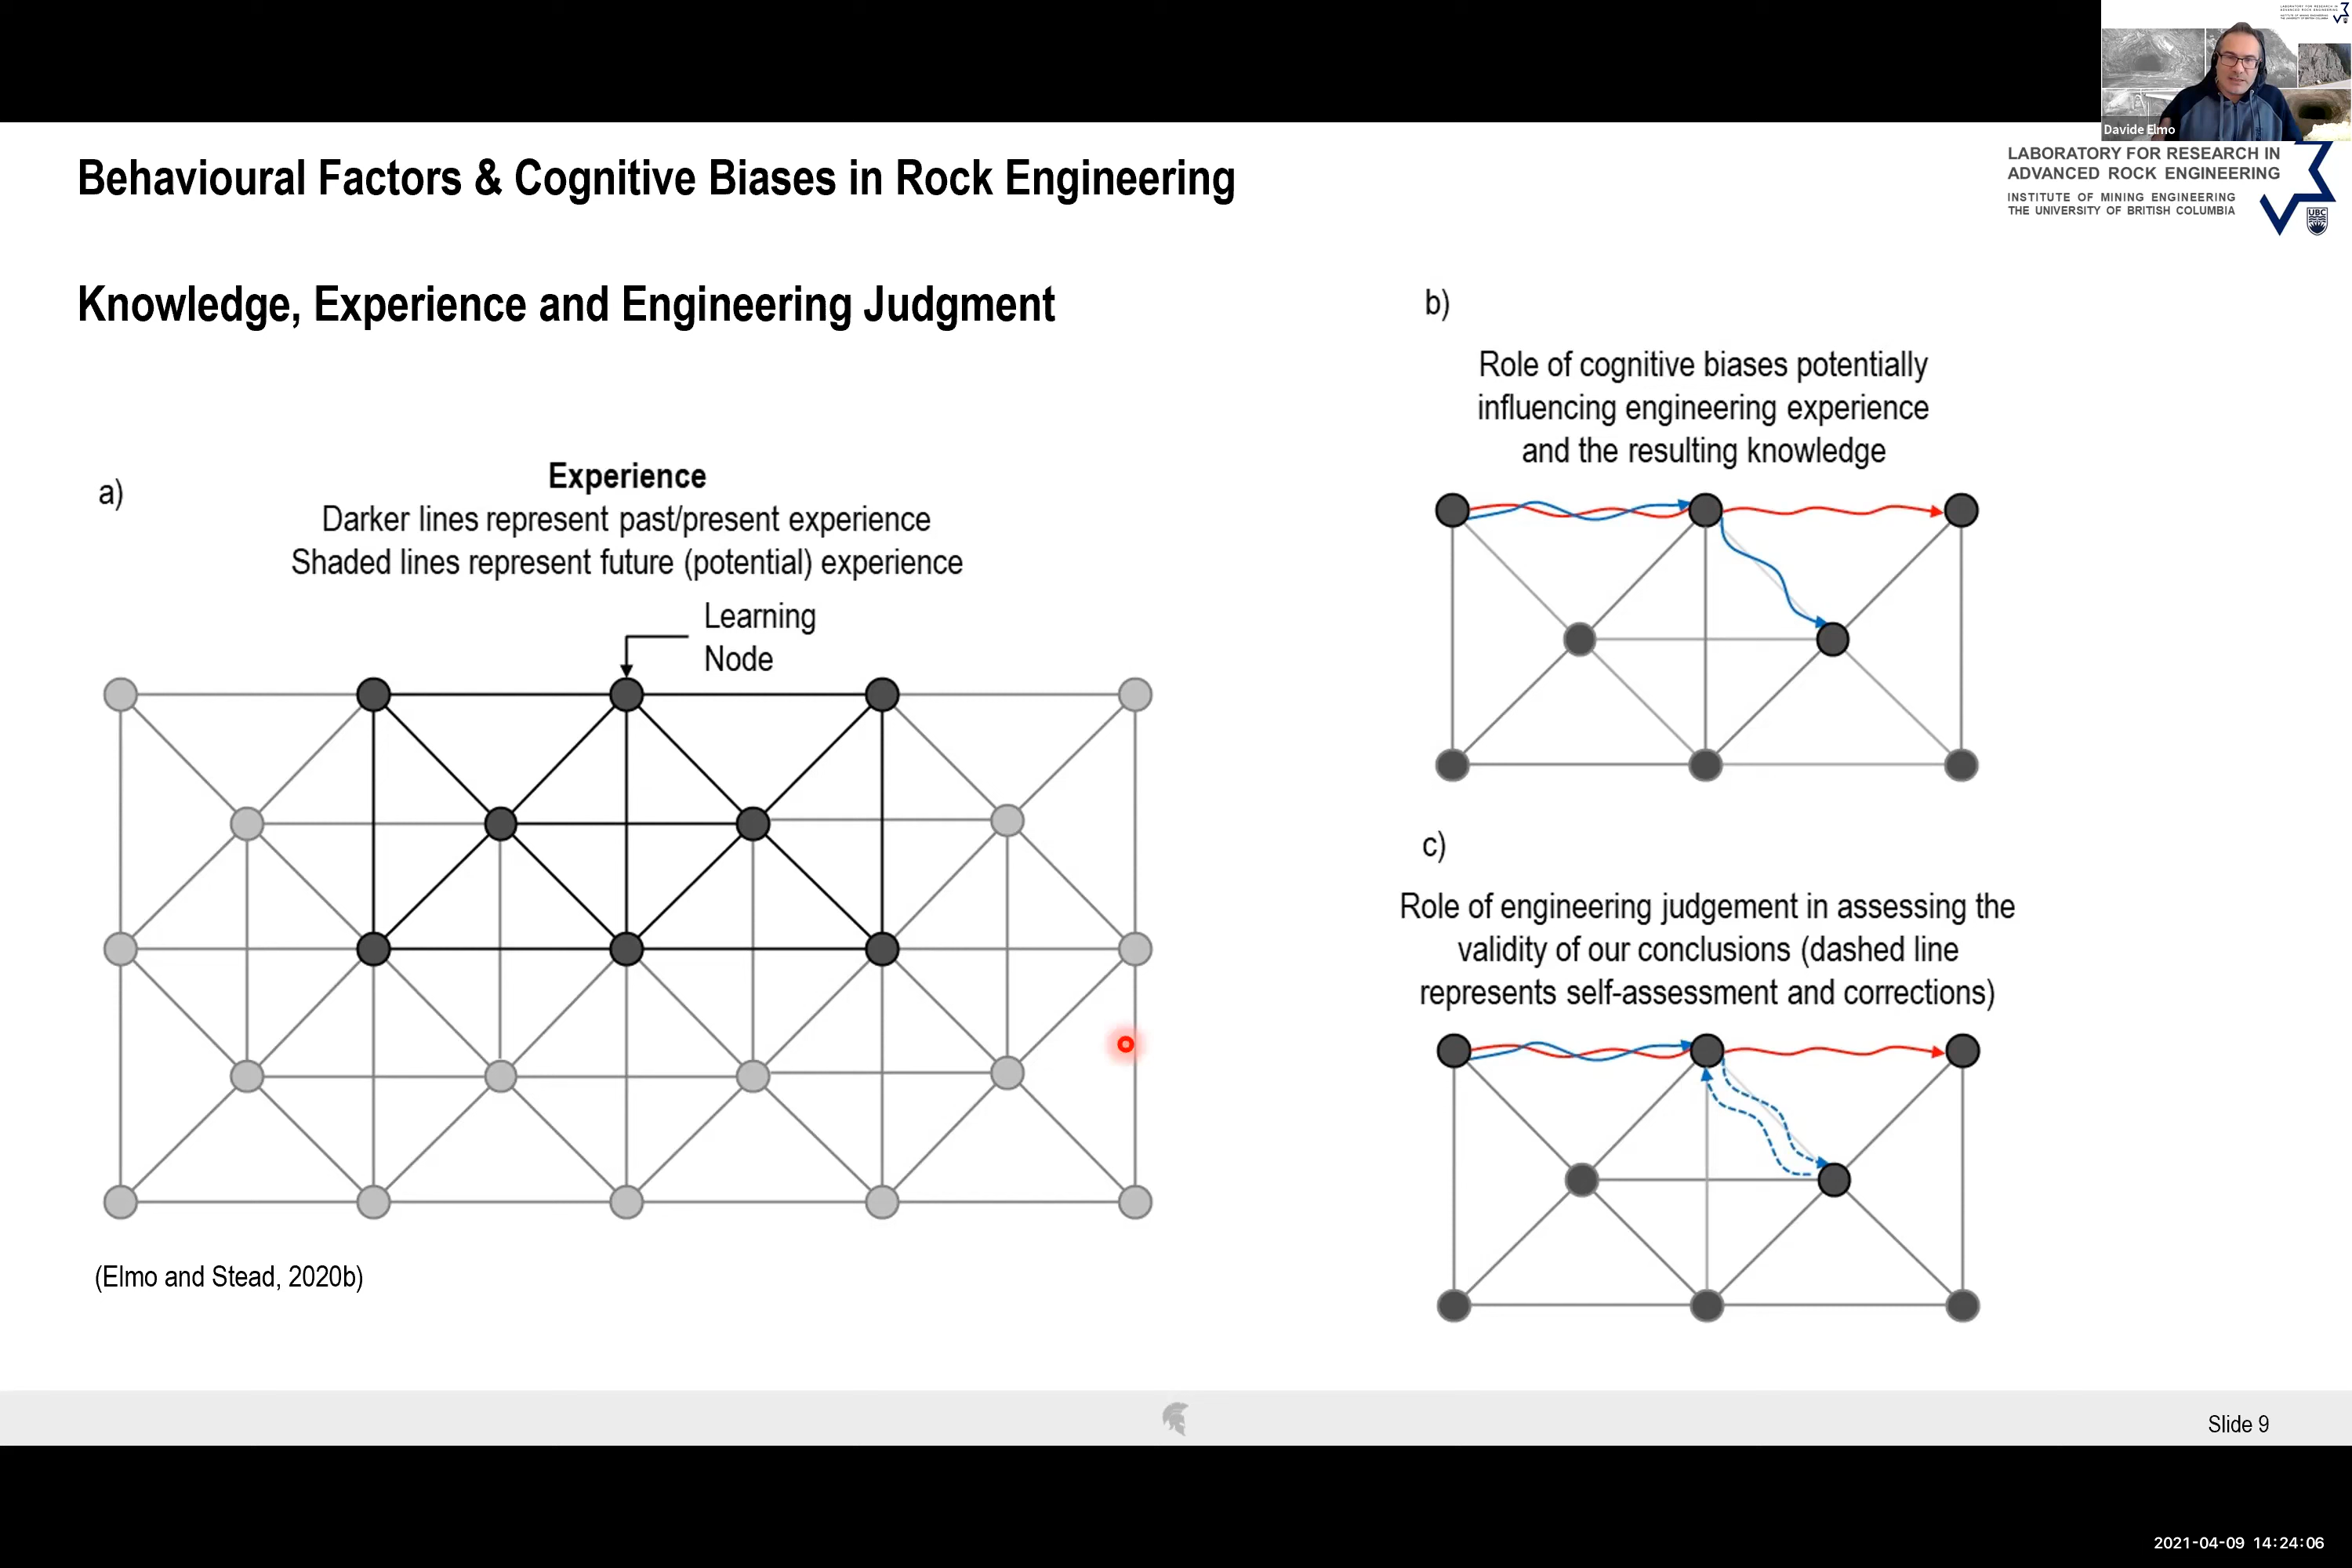 Davide Elmo
LABORATORY FOR RESEARCH IN
ADVANCED ROCK ENGINEERING
INSTITUTE OF MINING ENGINEERING
THE UNIVERSITY OF BRITISH COLUMBIA
UBC
Behavioural Factors & Cognitive Biases in Rock Engineering
Knowledge, Experience and Engineering Judgment
a)
Experience
Darker lines represent past/present experience
Shaded lines represent future (potential) experience
Learning
Node
(Elmo and Stead, 2020b)
b)
Role of cognitive biases potentially
influencing engineering experience
and the resulting knowledge
c)
Role of engineering judgement in assessing the
validity of our conclusions (dashed line
represents self-assessment and corrections)
Slide 9
2021-04-09 14:24:06